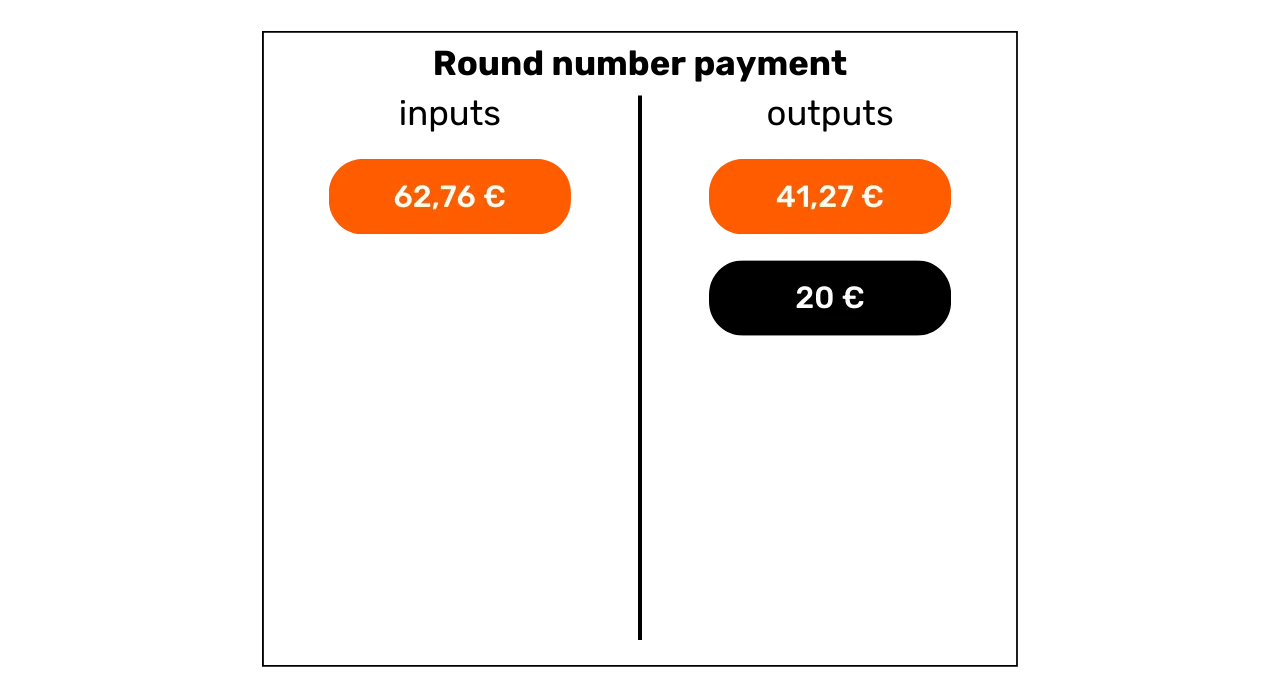 Round number payment
inputs
outputs
62,76 €
41,27 €
20 €